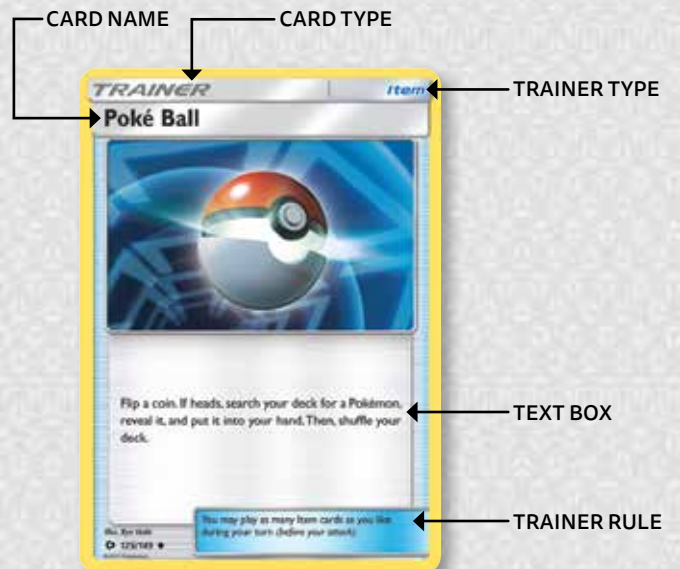 CARD NAME
CARD TYPE
TRAINER
Item
TRAINER TYPE
Poké Ball
Flip a coin. If heads, search your deck for a Pokémon,
reveal it, and put it into your hand. Then, shuffle your
deck.
TEXT BOX
You may play as many Item cards as you like
during your turn (before your attack).
TRAINER RULE
125/149